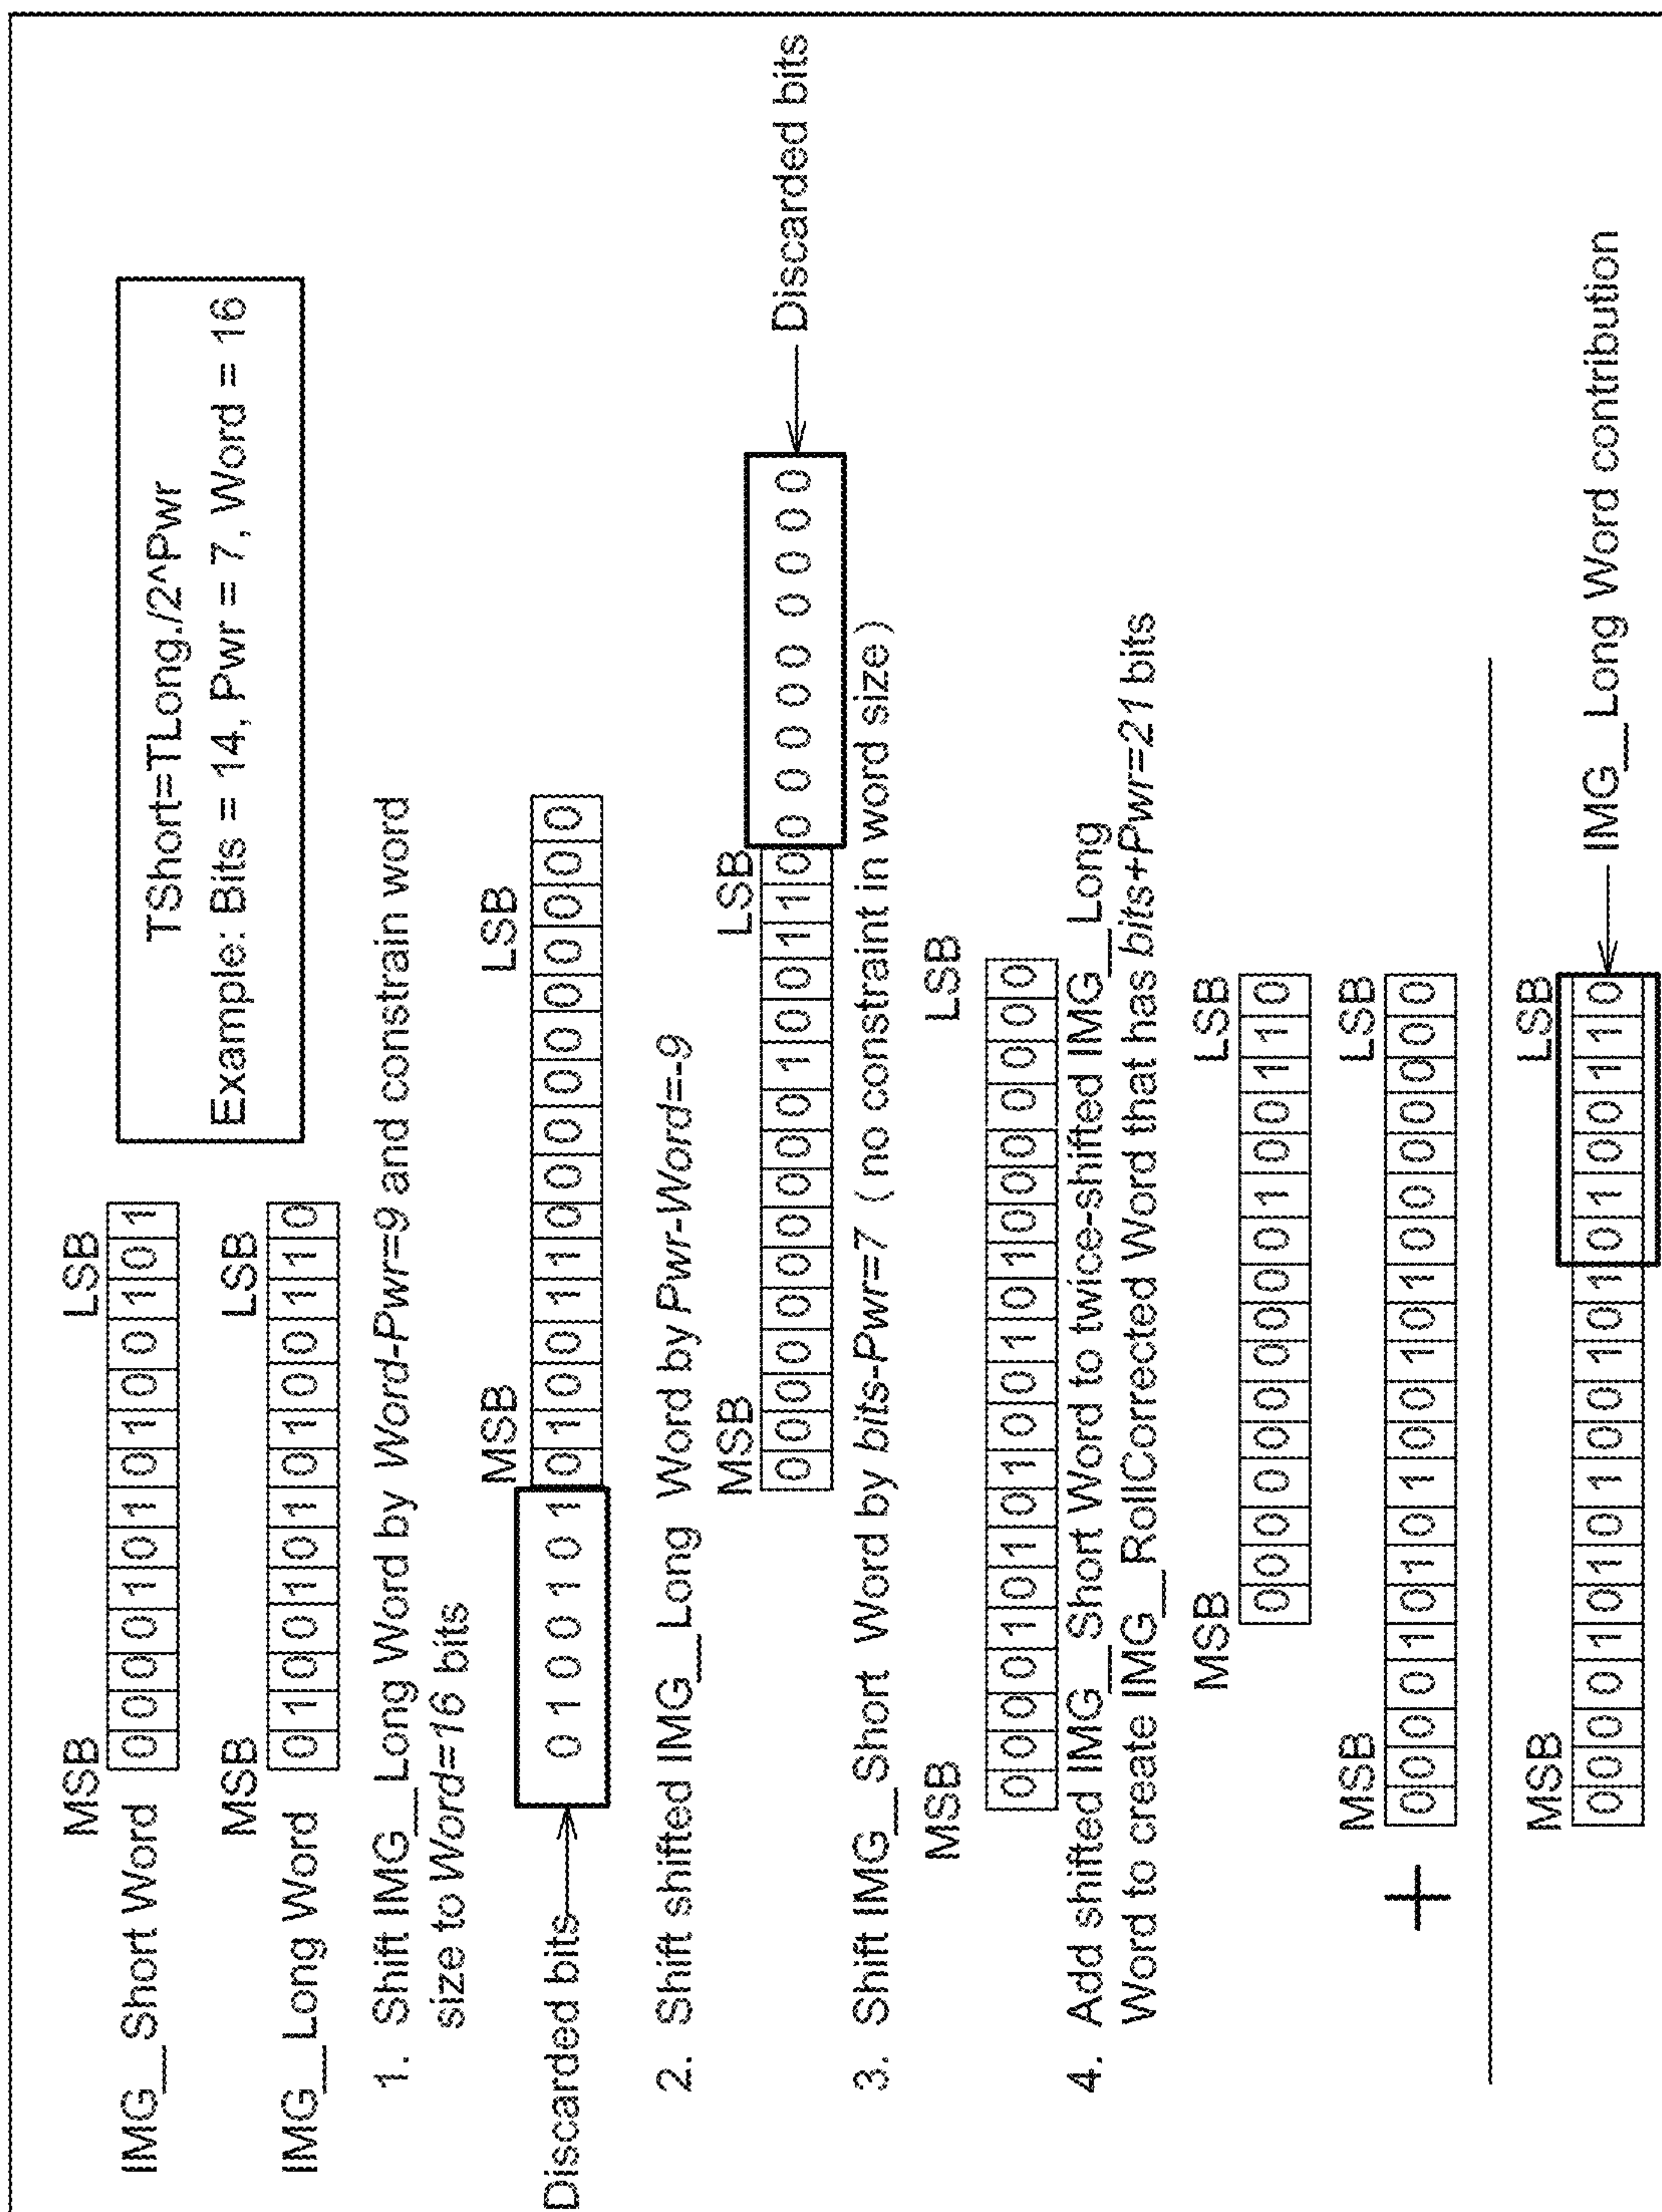 TShort=TLong./2^Pwr
Example: Bits = 14, Pwr = 7, Word = 16
MSB LSB
IMG_Short Word 0 0 0 0 1 0 1 0 1 0 0 1 0 1
MSB LSB
IMG_Long Word 0 1 0 0 1 0 1 0 1 0 0 1 1 0
1. Shift IMG_Long Word by Word-Pwr=9 and constrain word
size to Word=16 bits
MSB LSB
Discarded bits 0 1 0 0 1 0 1 0 1 0 0 1 1 0 0 0 0 0 0 0 0 0 0
2. Shift shifted IMG_Long Word by Pwr-Word=-9
MSB LSB
0 0 0 0 0 0 0 0 0 0 1 0 0 1 1 0 0 0 0 0 0 0 0 0 0 Discarded bits
3. Shift IMG_Short Word by bits-Pwr=7 (no constraint in word size)
MSB LSB
0 0 0 0 1 0 1 0 1 0 0 1 0 1 0 0 0 0 0 0 0
4. Add shifted IMG_Short Word to twice-shifted IMG_Long
Word to create IMG_RollCorrected Word that has bits+Pwr=21 bits
MSB LSB
0 0 0 0 0 0 0 0 0 0 1 0 0 1 1 0
MSB LSB
+ 0 0 0 0 1 0 1 0 1 0 0 1 0 1 0 0 0 0 0 0 0
MSB LSB
0 0 0 0 1 0 1 0 1 0 0 1 0 1 0 1 0 0 1 1 0 IMG_Long Word contribution